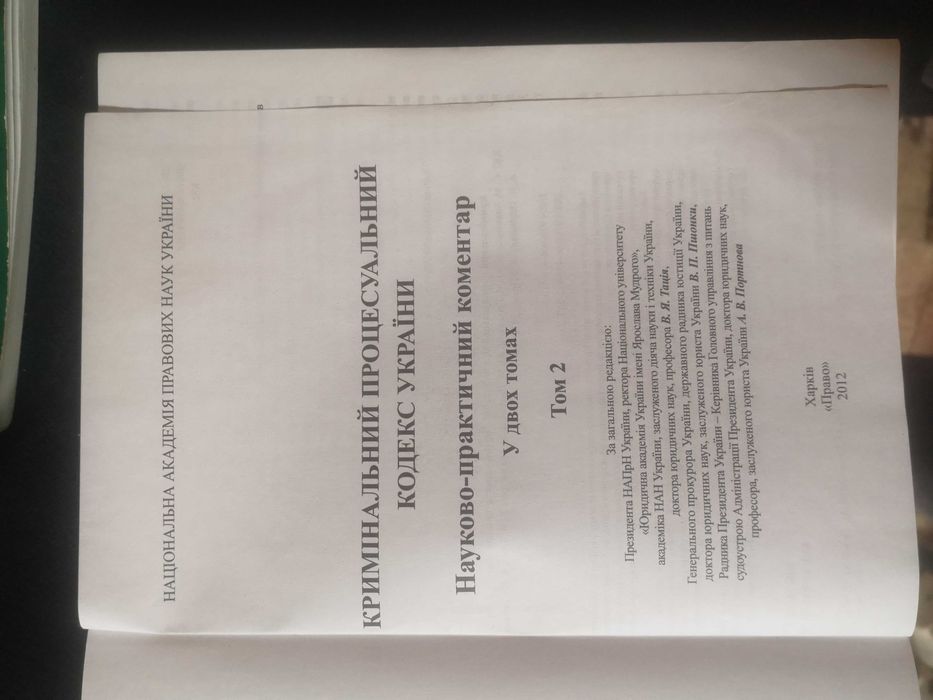 НАЦІОНАЛЬНА АКАДЕМІЯ ПРАВОВИХ НАУК УКРАЇНИ
КРИМІНАЛЬНИЙ ПРОЦЕСУАЛЬНИЙ
КОДЕКС УКРАЇНИ
Науково-практичний коментар
У двох томах
Том 2
За загальною редакцією:
Президента НАПрН України, ректора Національного університету
«Юридична академія України імені Ярослава Мудрого»,
академіка НАН України, заслуженого діяча науки і техніки України,
доктора юридичних наук, професора В. Я. Тація,
Генерального прокурора України, державного радника юстиції України,
доктора юридичних наук, заслуженого юриста України В. П. Пшонки,
Радника Президента України – Керівника Головного управління з питань
судоустрою Адміністрації Президента України, доктора юридичних наук,
професора, заслуженого юриста України А. В. Портнова
Харків
«Право»
2012
в